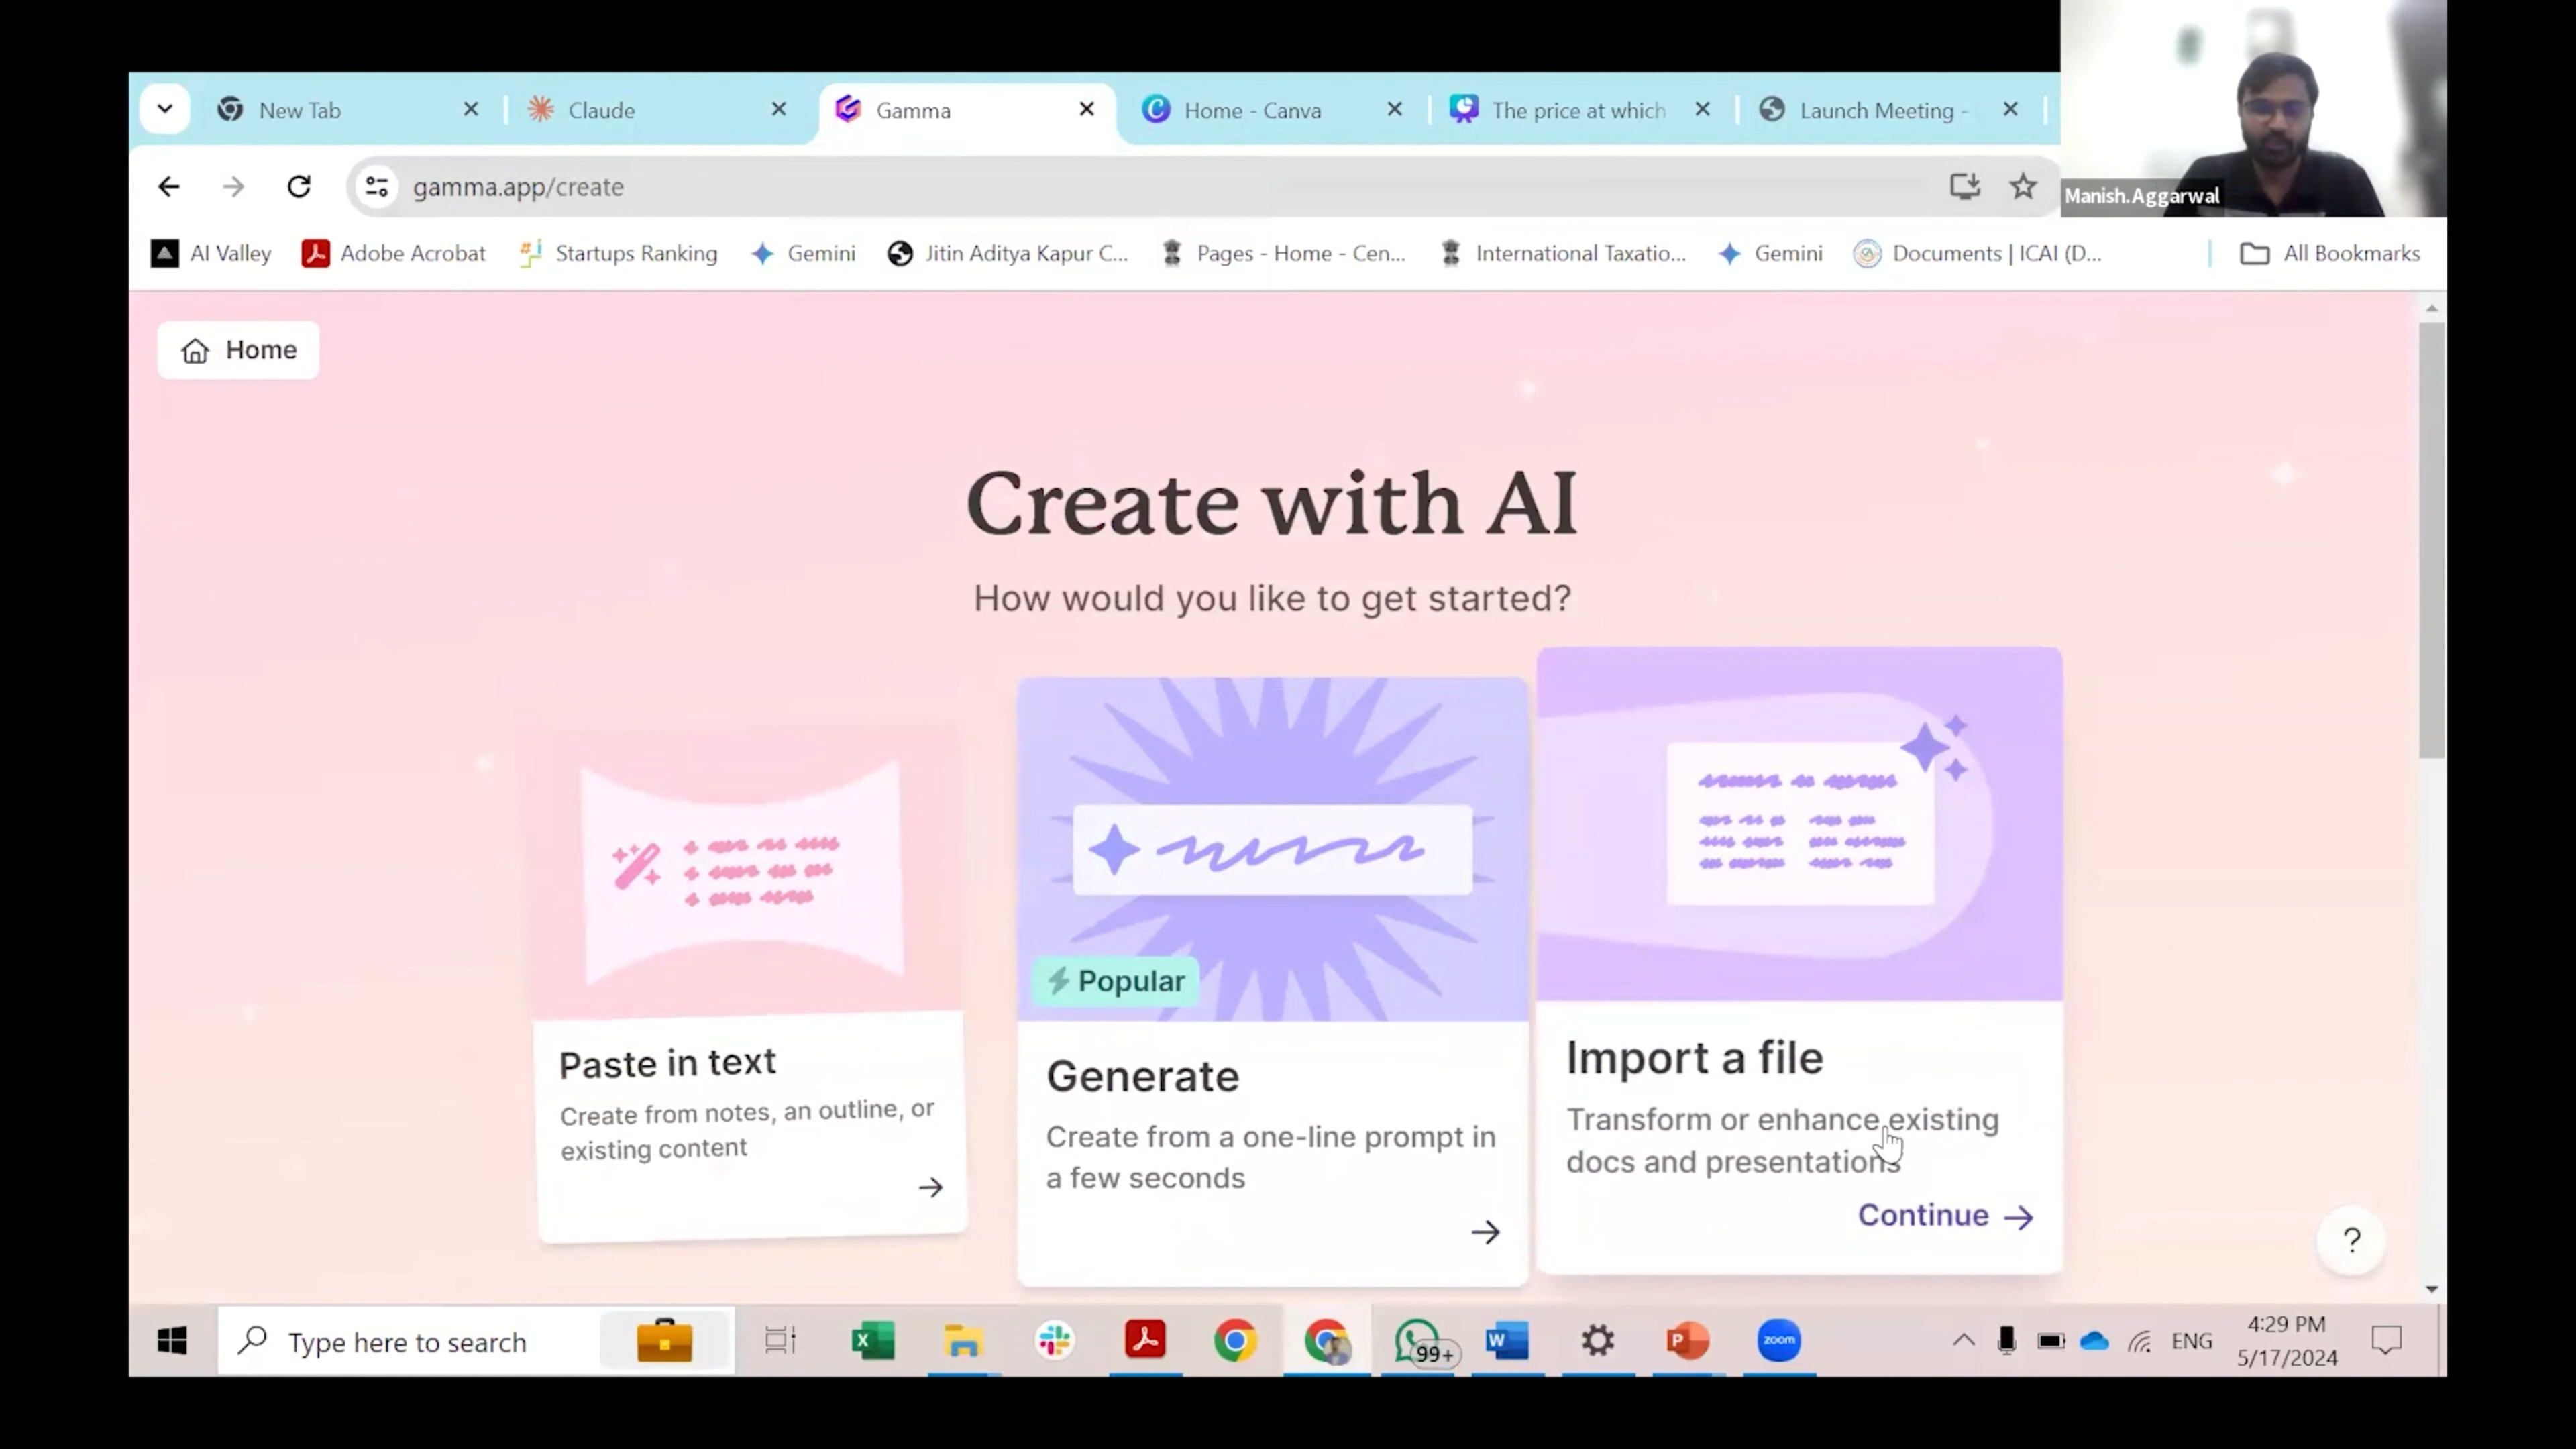 New Tab
Claude
Gamma
Home - Canva
The price at which
Launch Meeting -
gamma.app/create
Manish.Aggarwal
AI Valley
Adobe Acrobat
Startups Ranking
Gemini
Jitin Aditya Kapur C...
Pages - Home - Cen...
International Taxatio...
Gemini
Documents | ICAI (D...
All Bookmarks
Home
Create with AI
How would you like to get started?
Popular
Paste in text
Create from notes, an outline, or
existing content
Generate
Create from a one-line prompt in
a few seconds
Import a file
Transform or enhance existing
docs and presentations
Continue
?
Type here to search
99+
zoom
ENG
4:29 PM
5/17/2024